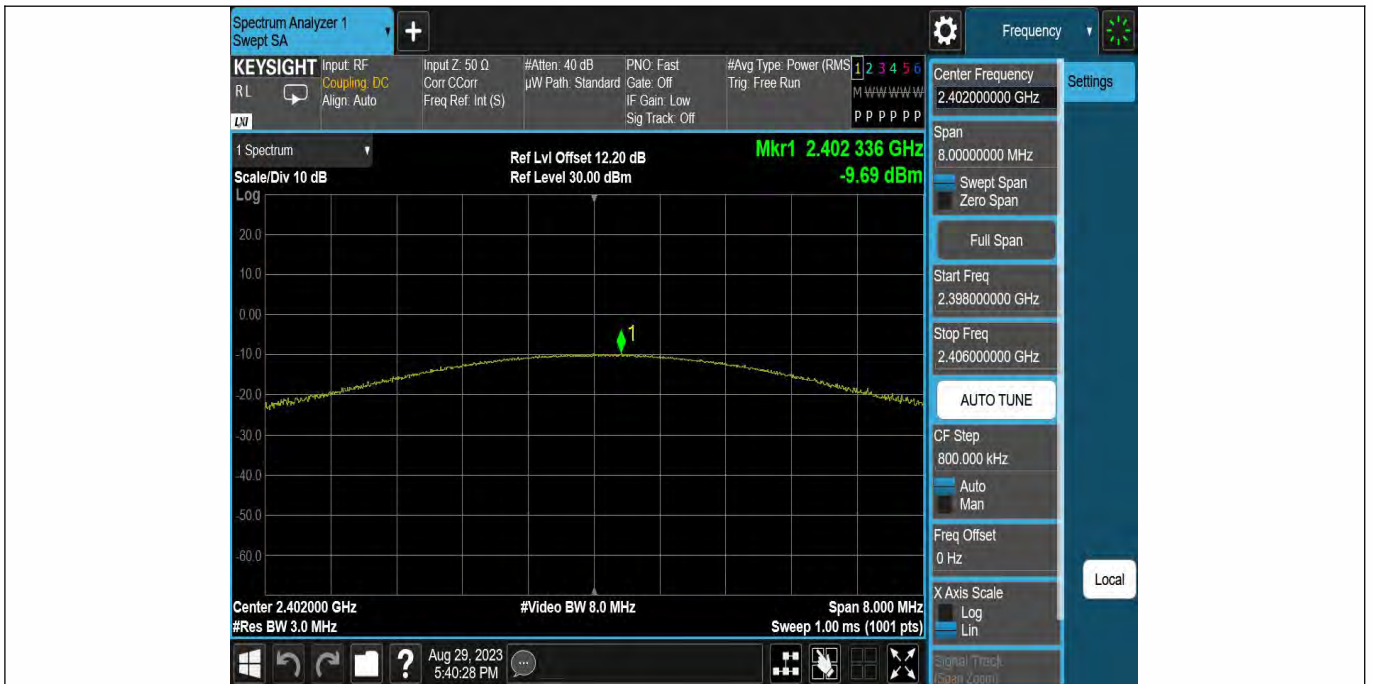 Spectrum Analyzer 1
Swept SA
Frequency
KEYSIGHT
RL
LXI
Input: RF
Coupling: DC
Align: Auto
Input Z: 50 Ω
Corr CCorr
Freq Ref: Int (S)
#Atten: 40 dB
µW Path: Standard
PNO: Fast
Gate: Off
IF Gain: Low
Sig Track: Off
#Avg Type: Power (RMS
Trig: Free Run
1 2 3 4 5 6
M W W W W W
P P P P P P
1 Spectrum
Scale/Div 10 dB
Ref Lvl Offset 12.20 dB
Ref Level 30.00 dBm
Mkr1 2.402 336 GHz
-9.69 dBm
Log
20.0
10.0
0.00
-10.0
-20.0
-30.0
-40.0
-50.0
-60.0
1
Center 2.402000 GHz
#Res BW 3.0 MHz
#Video BW 8.0 MHz
Span 8.000 MHz
Sweep 1.00 ms (1001 pts)
Aug 29, 2023
5:40:28 PM
Center Frequency
2.402000000 GHz
Settings
Span
8.00000000 MHz
Swept Span
Zero Span
Full Span
Start Freq
2.398000000 GHz
Stop Freq
2.406000000 GHz
AUTO TUNE
CF Step
800.000 kHz
Auto
Man
Freq Offset
0 Hz
X Axis Scale
Log
Lin
Local
Signal Track
(Span Zoom)